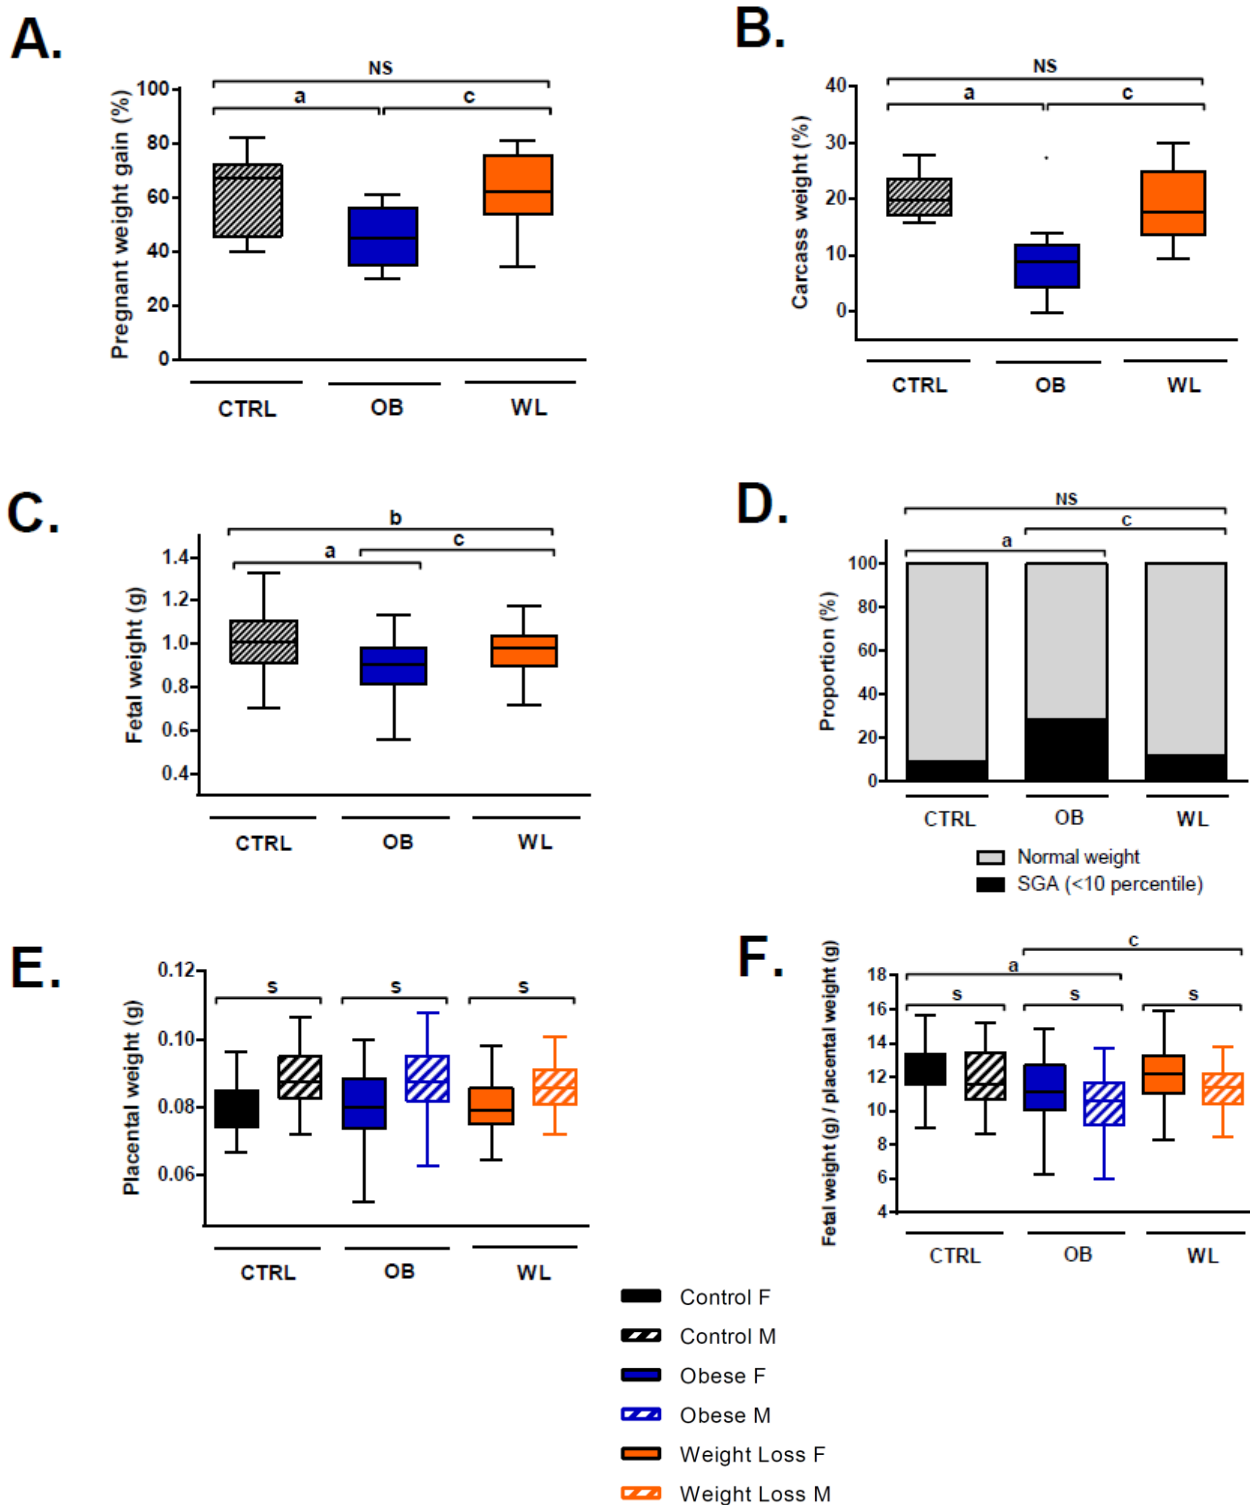 A.
NS
a
c
Pregnant weight gain (%)
100
80
60
40
20
0
CTRL
OB
WL
B.
NS
a
c
Carcass weight (%)
40
30
20
10
0
CTRL
OB
WL
C.
b
a
c
Fetal weight (g)
1.4
1.2
1.0
0.8
0.6
0.4
CTRL
OB
WL
D.
NS
c
a
Proportion (%)
100
80
60
40
20
0
CTRL
OB
WL
Normal weight
SGA (<10 percentile)
E.
s
s
s
Placental weight (g)
0.12
0.10
0.08
0.06
CTRL
OB
WL
F.
c
a
s
s
s
Fetal weight (g) / placental weight (g)
18
16
14
12
10
8
6
4
CTRL
OB
WL
Control F
Control M
Obese F
Obese M
Weight Loss F
Weight Loss M